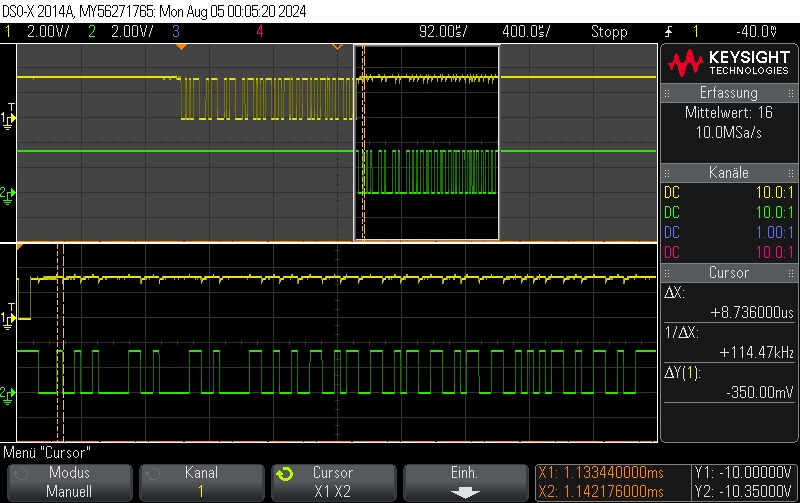 DSO-X 2014A, MY56271765: Mon Aug 05 00:05:20 2024
1 2.00V/ 2 2.00V/ 3 4 92.00us/ 400.0s/ Stopp 1 -40.0V
KEYSIGHT
TECHNOLOGIES
Erfassung
Mittelwert: 16
10.0MSa/s
Kanäle
DC 10.0:1
DC 10.0:1
DC 1.00:1
DC 10.0:1
Cursor
ΔX:
+8.736000us
1/ΔX:
+114.47kHz
ΔY(1):
-350.00mV
T
1
2
T
1
2
Menü "Cursor"
Modus
Manuell
Kanal
1
Cursor
X1 X2
Einh.
X1: 1.133440000ms
X2: 1.142176000ms
Y1: -10.00000V
Y2: -10.35000V